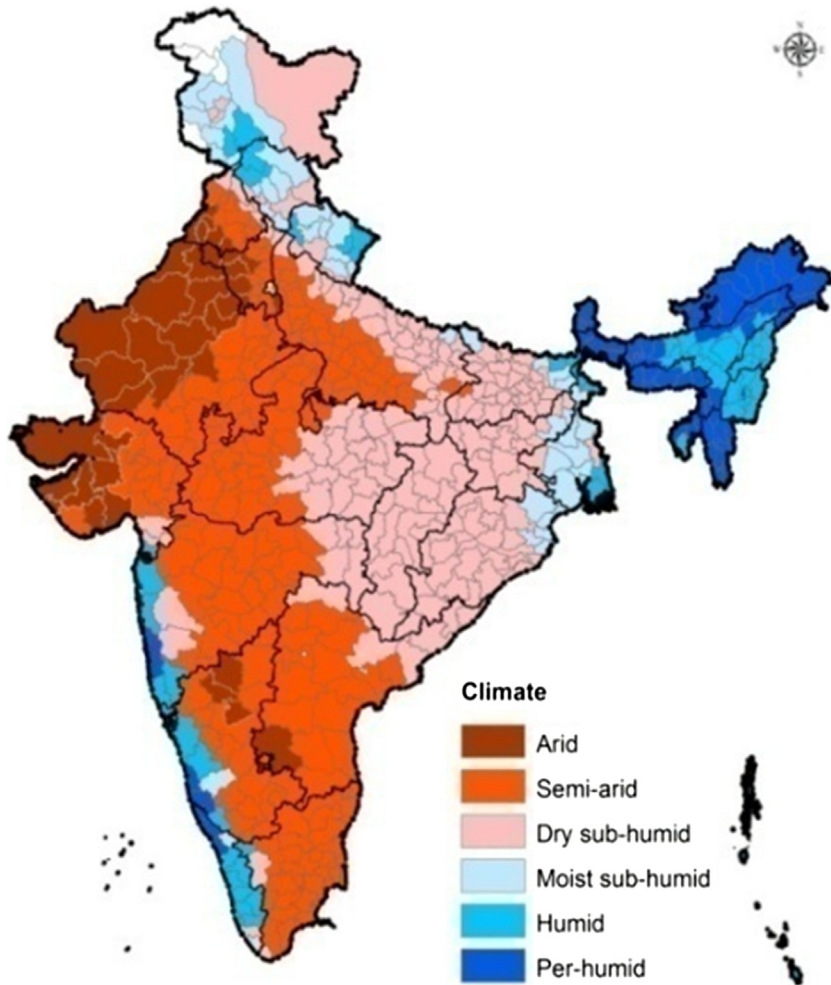 N
W E
S
Climate
Arid
Semi-arid
Dry sub-humid
Moist sub-humid
Humid
Per-humid